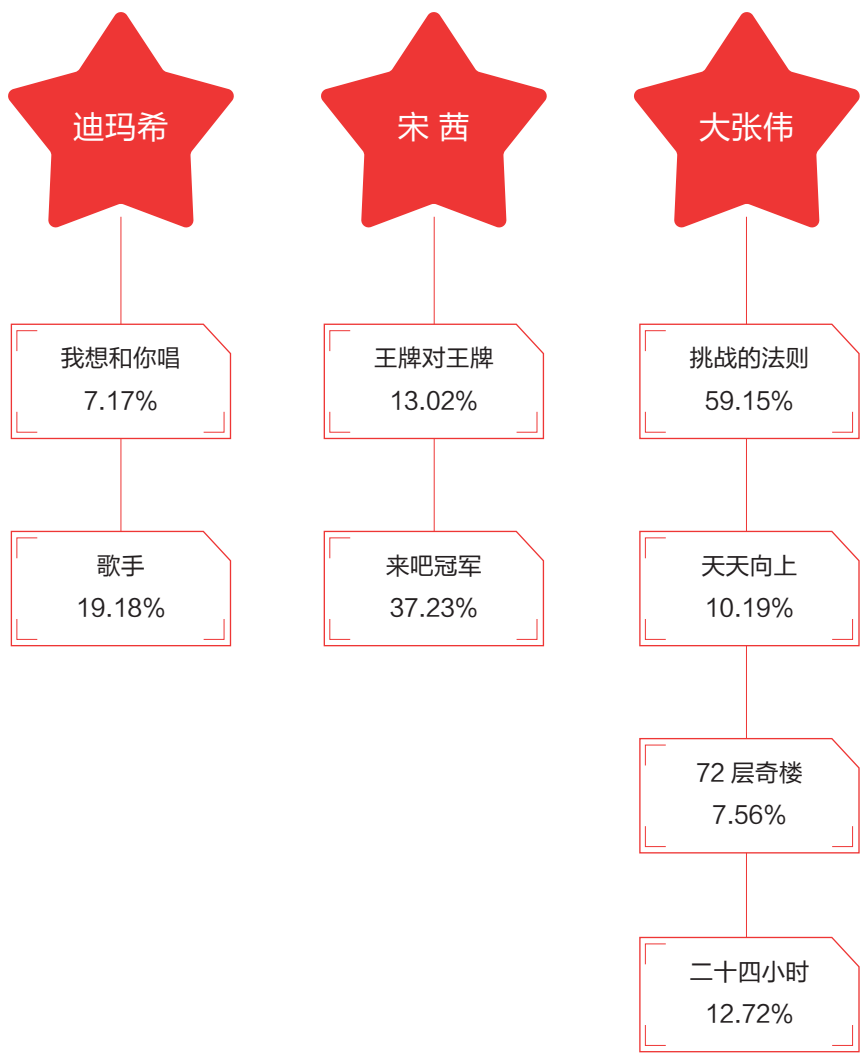 迪玛希
宋 茜
大张伟
我想和你唱
7.17%
王牌对王牌
13.02%
挑战的法则
59.15%
歌手
19.18%
来吧冠军
37.23%
天天向上
10.19%
72 层奇楼
7.56%
二十四小时
12.72%